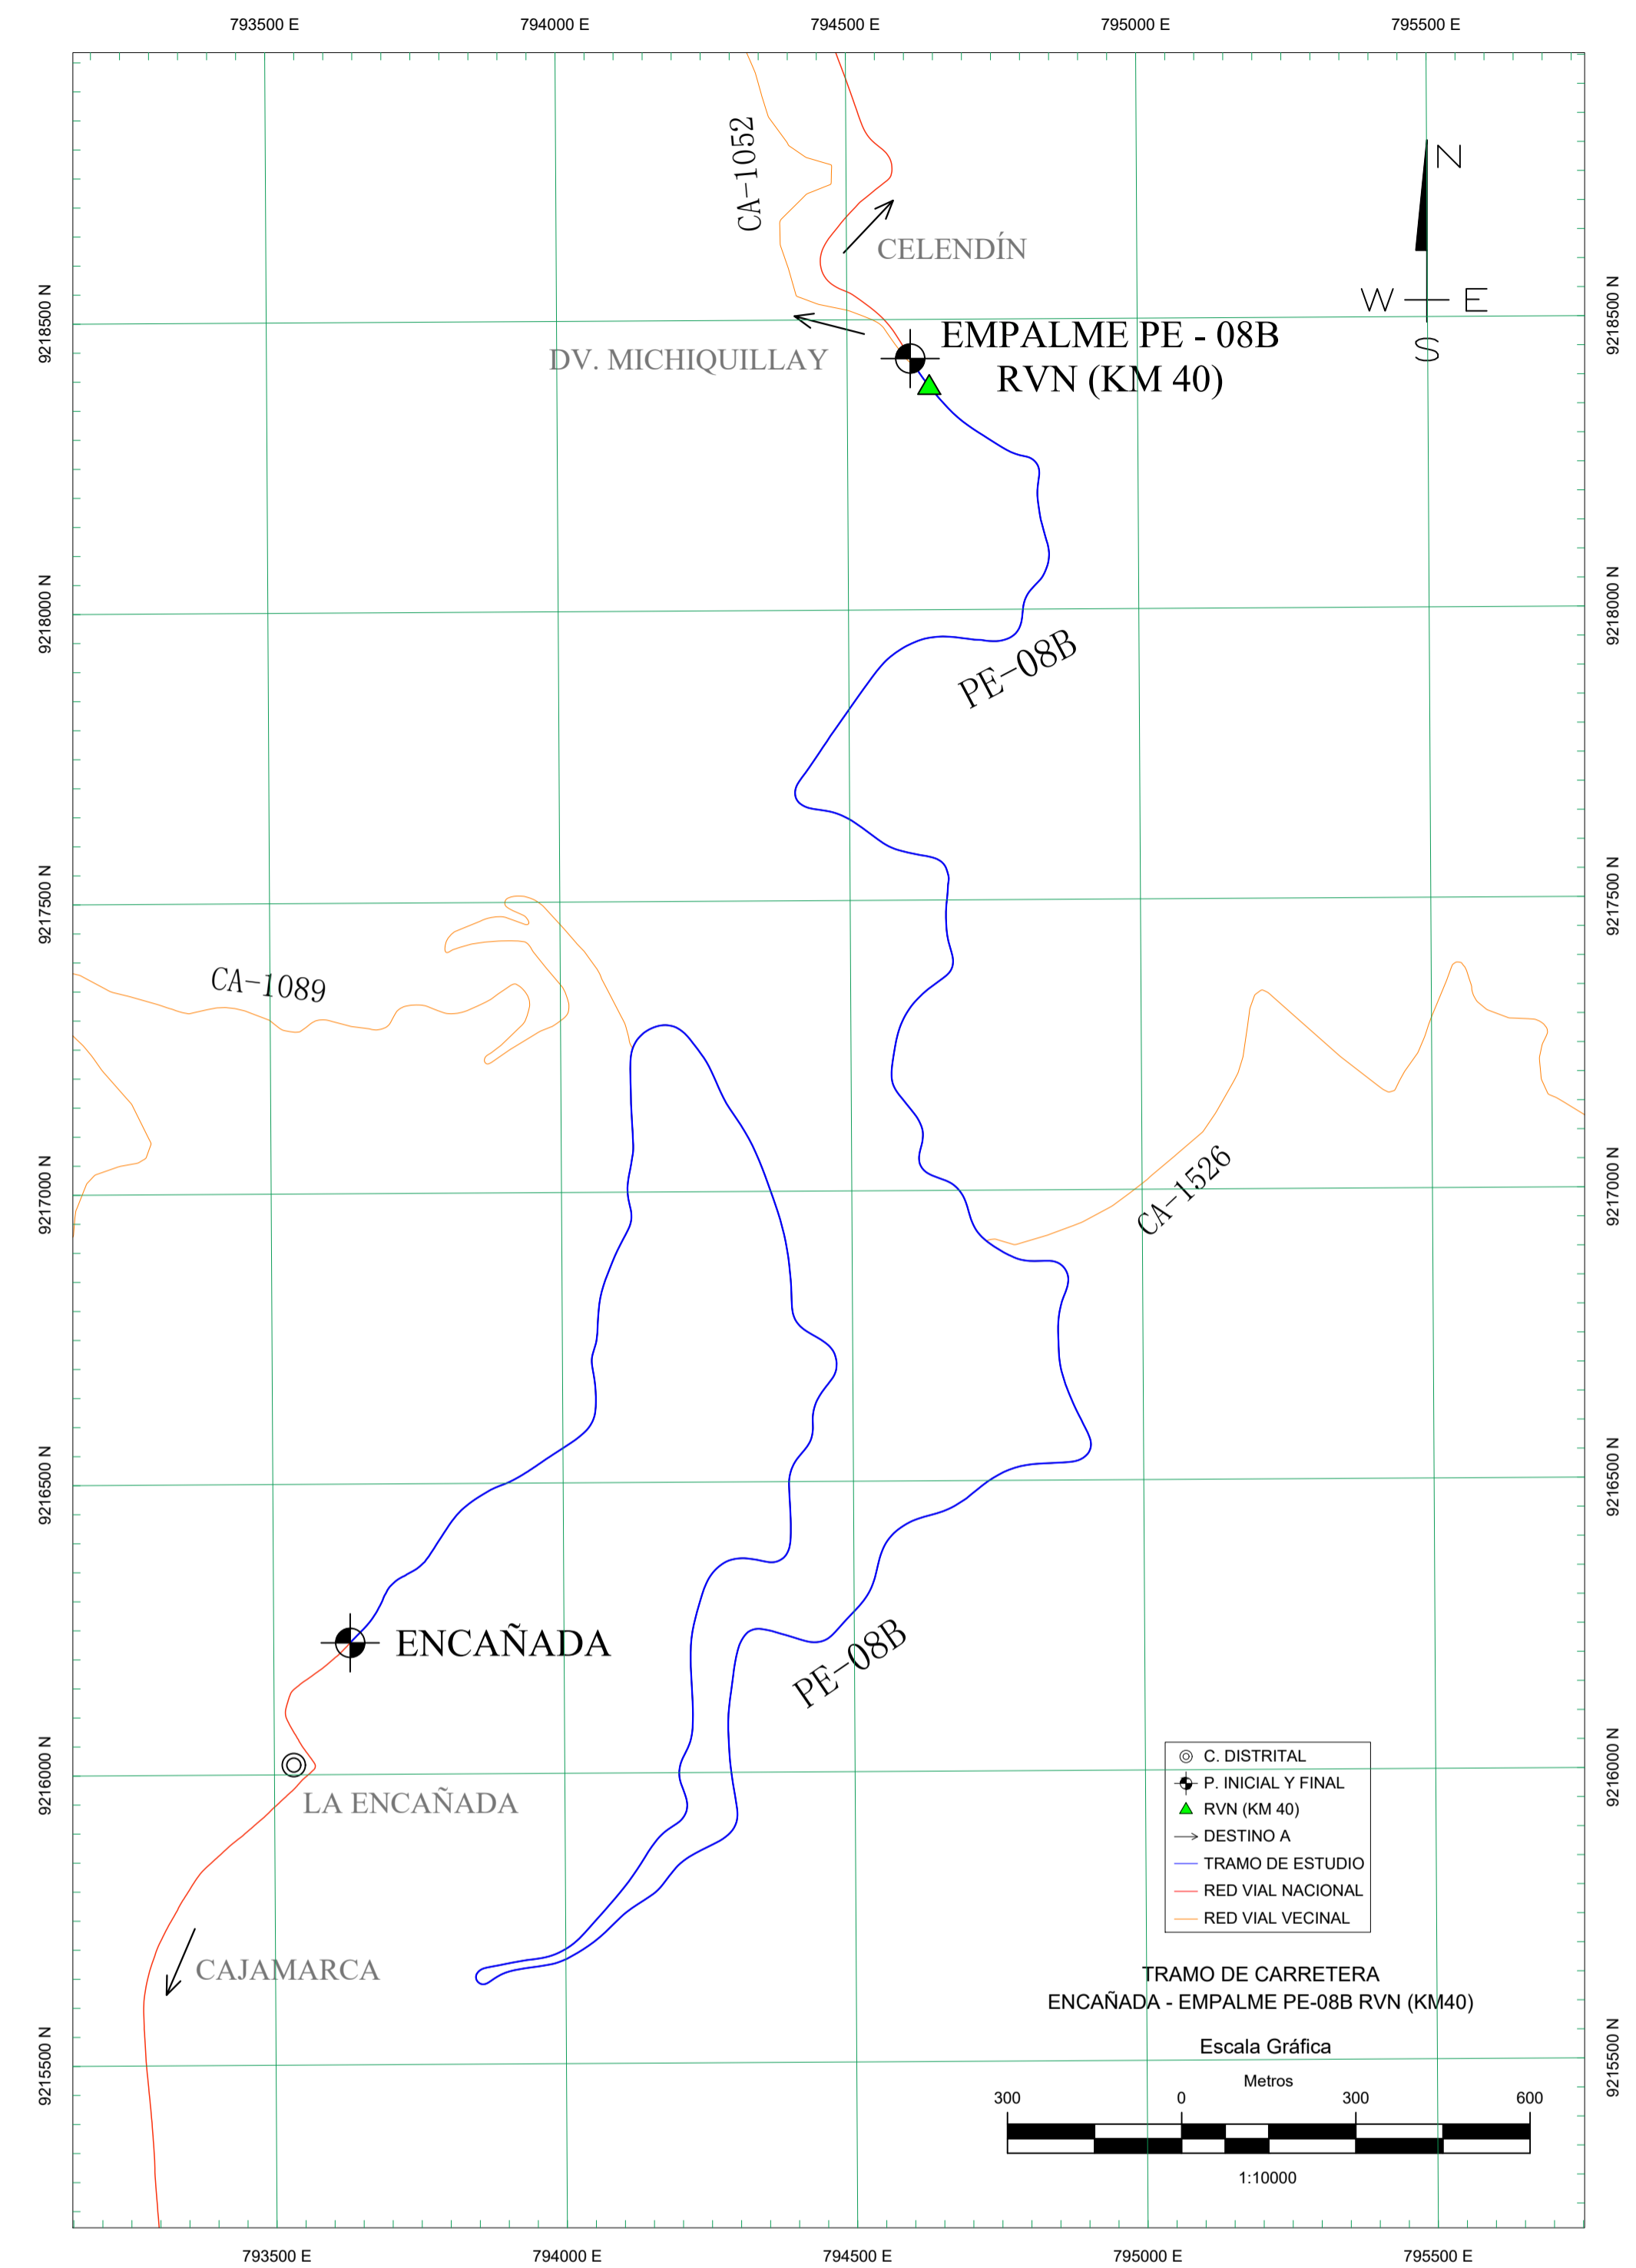 793500 E
794000 E
794500 E
795000 E
795500 E
CA-1052
N
CELENDÍN
W E
S
9218500 N
9218500 N
EMPALME PE - 08B
RVN (KM 40)
DV. MICHIQUILLAY
9218000 N
9218000 N
PE-08B
9217500 N
9217500 N
CA-1089
9217000 N
9217000 N
CA-1526
9216500 N
9216500 N
ENCAÑADA
PE-08B
9216000 N
9216000 N
LA ENCAÑADA
C. DISTRITAL
P. INICIAL Y FINAL
RVN (KM 40)
DESTINO A
TRAMO DE ESTUDIO
RED VIAL NACIONAL
RED VIAL VECINAL
CAJAMARCA
TRAMO DE CARRETERA
ENCAÑADA - EMPALME PE-08B RVN (KM40)
9215500 N
9215500 N
Escala Gráfica
Metros
300 0 300 600
1:10000
793500 E
794000 E
794500 E
795000 E
795500 E